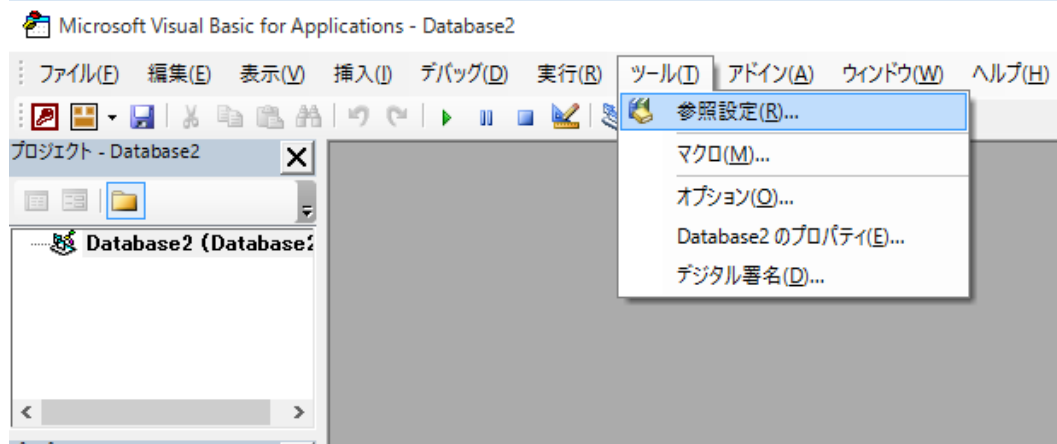 Microsoft Visual Basic for Applications - Database2
ファイル(F) 編集(E) 表示(V) 挿入(I) デバッグ(D) 実行(R) ツール(T) アドイン(A) ウィンドウ(W) ヘルプ(H)
参照設定(R)...
プロジェクト - Database2
マクロ(M)...
オプション(O)...
Database2 (Database2
Database2 のプロパティ(E)...
デジタル署名(D)...